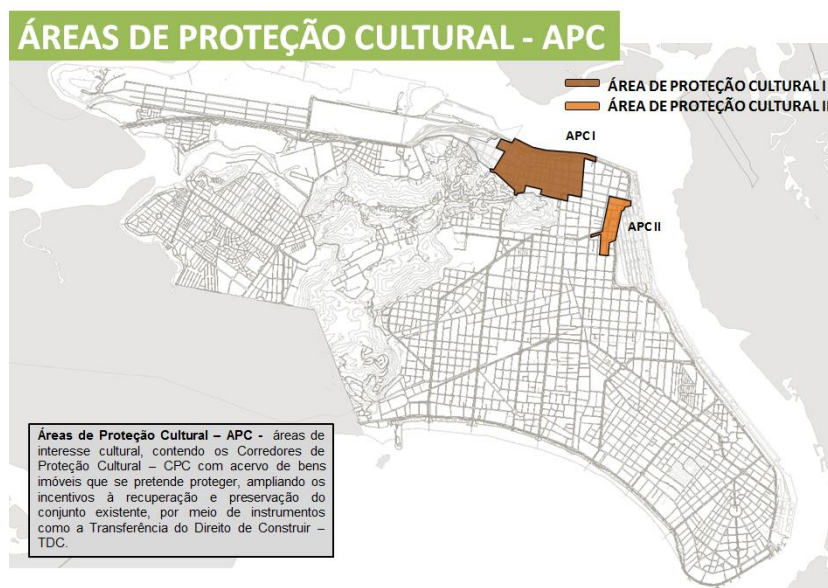 ÁREAS DE PROTEÇÃO CULTURAL - APC
ÁREA DE PROTEÇÃO CULTURAL I
ÁREA DE PROTEÇÃO CULTURAL II
APC I
APC II
Áreas de Proteção Cultural – APC - áreas de
interesse cultural, contendo os Corredores de
Proteção Cultural – CPC com acervo de bens
imóveis que se pretende proteger, ampliando os
incentivos à recuperação e preservação do
conjunto existente, por meio de instrumentos
como a Transferência do Direito de Construir –
TDC.